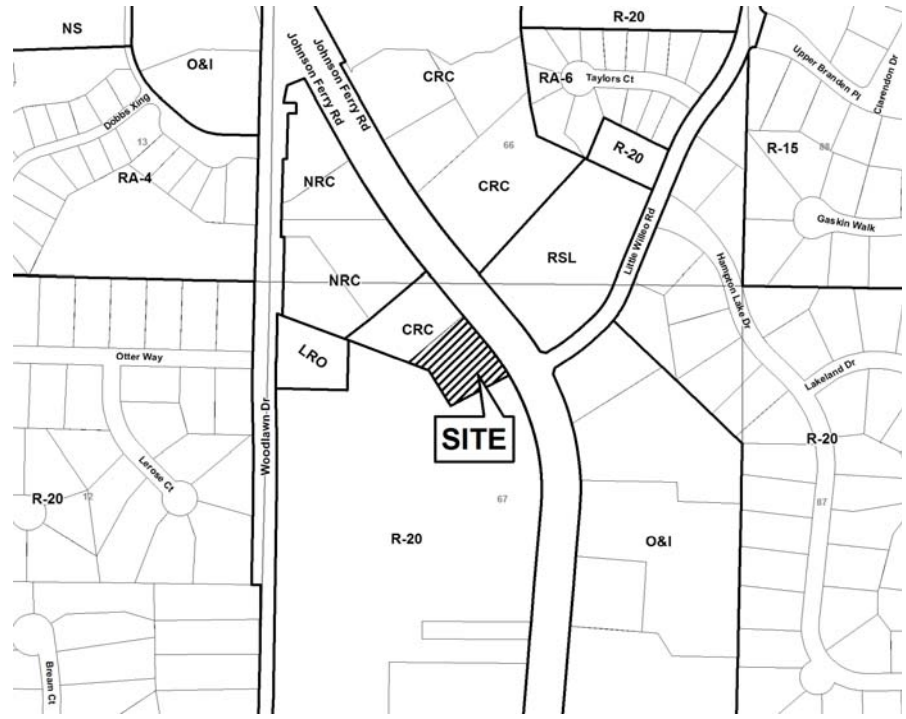 NS
O&I
R-20
Johnson Ferry Rd
Johnson Ferry Rd
CRC
RA-6
Taylors Ct
Upper Branden Pl
Clarendon Dr
Dobbs Xing
13
RA-4
66
R-20
R-15
88
NRC
CRC
Gaskin Walk
RSL
Little Willeo Rd
NRC
Hampton Lake Dr
CRC
LRO
Otter Way
Lakeland Dr
SITE
Woodlawn Dr
R-20
Lerose Ct
R-20
12
67
87
R-20
O&I
Bream Ct